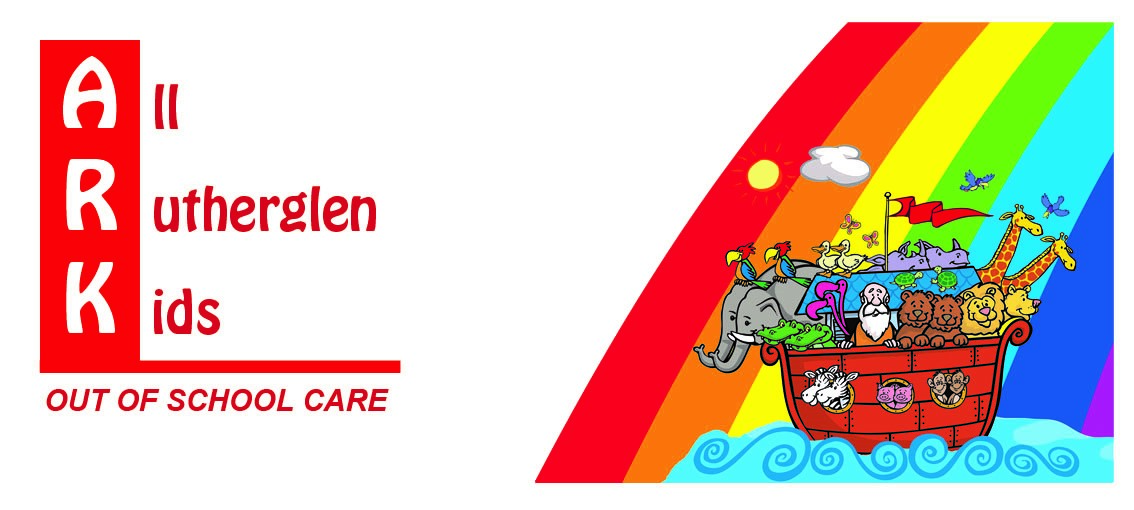 All
Rutherglen
Kids
OUT OF SCHOOL CARE